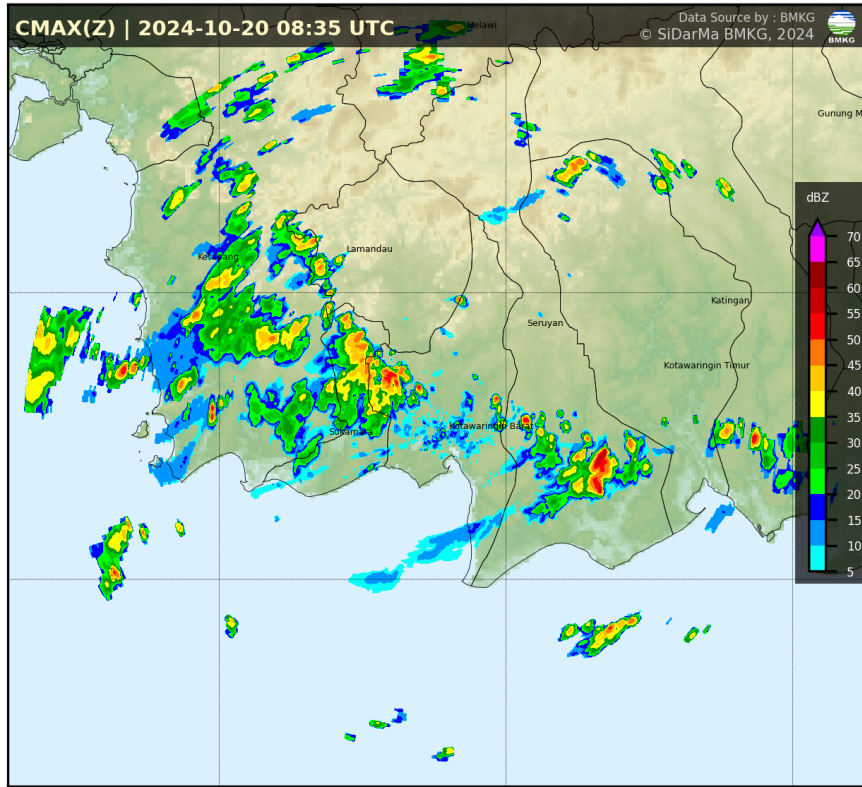 CMAX(Z) | 2024-10-20 08:35 UTC
Data Source by : BMKG
© SiDarMa BMKG, 2024
BMKG
Melawi
Gunung M
dBZ
Lamandau
Ketapang
Katingan
Seruyan
Kotawaringin Timur
Kotawaringin Barat
Sukamara
70
65
60
55
50
45
40
35
30
25
20
15
10
5